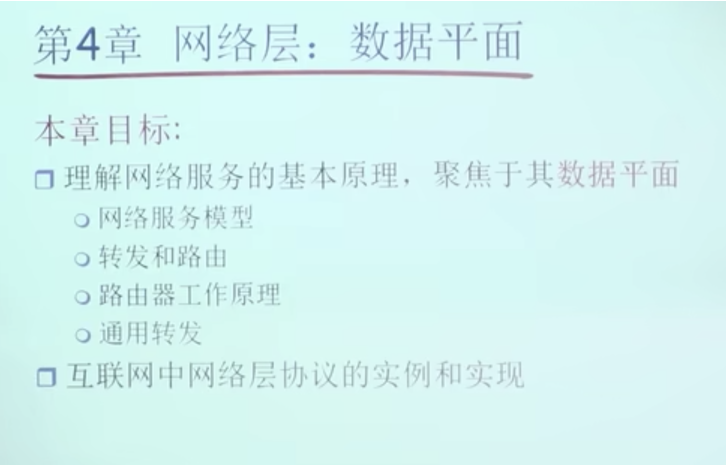 第4章 网络层：数据平面
本章目标:
理解网络服务的基本原理，聚焦于其数据平面
网络服务模型
转发和路由
路由器工作原理
通用转发
互联网中网络层协议的实例和实现